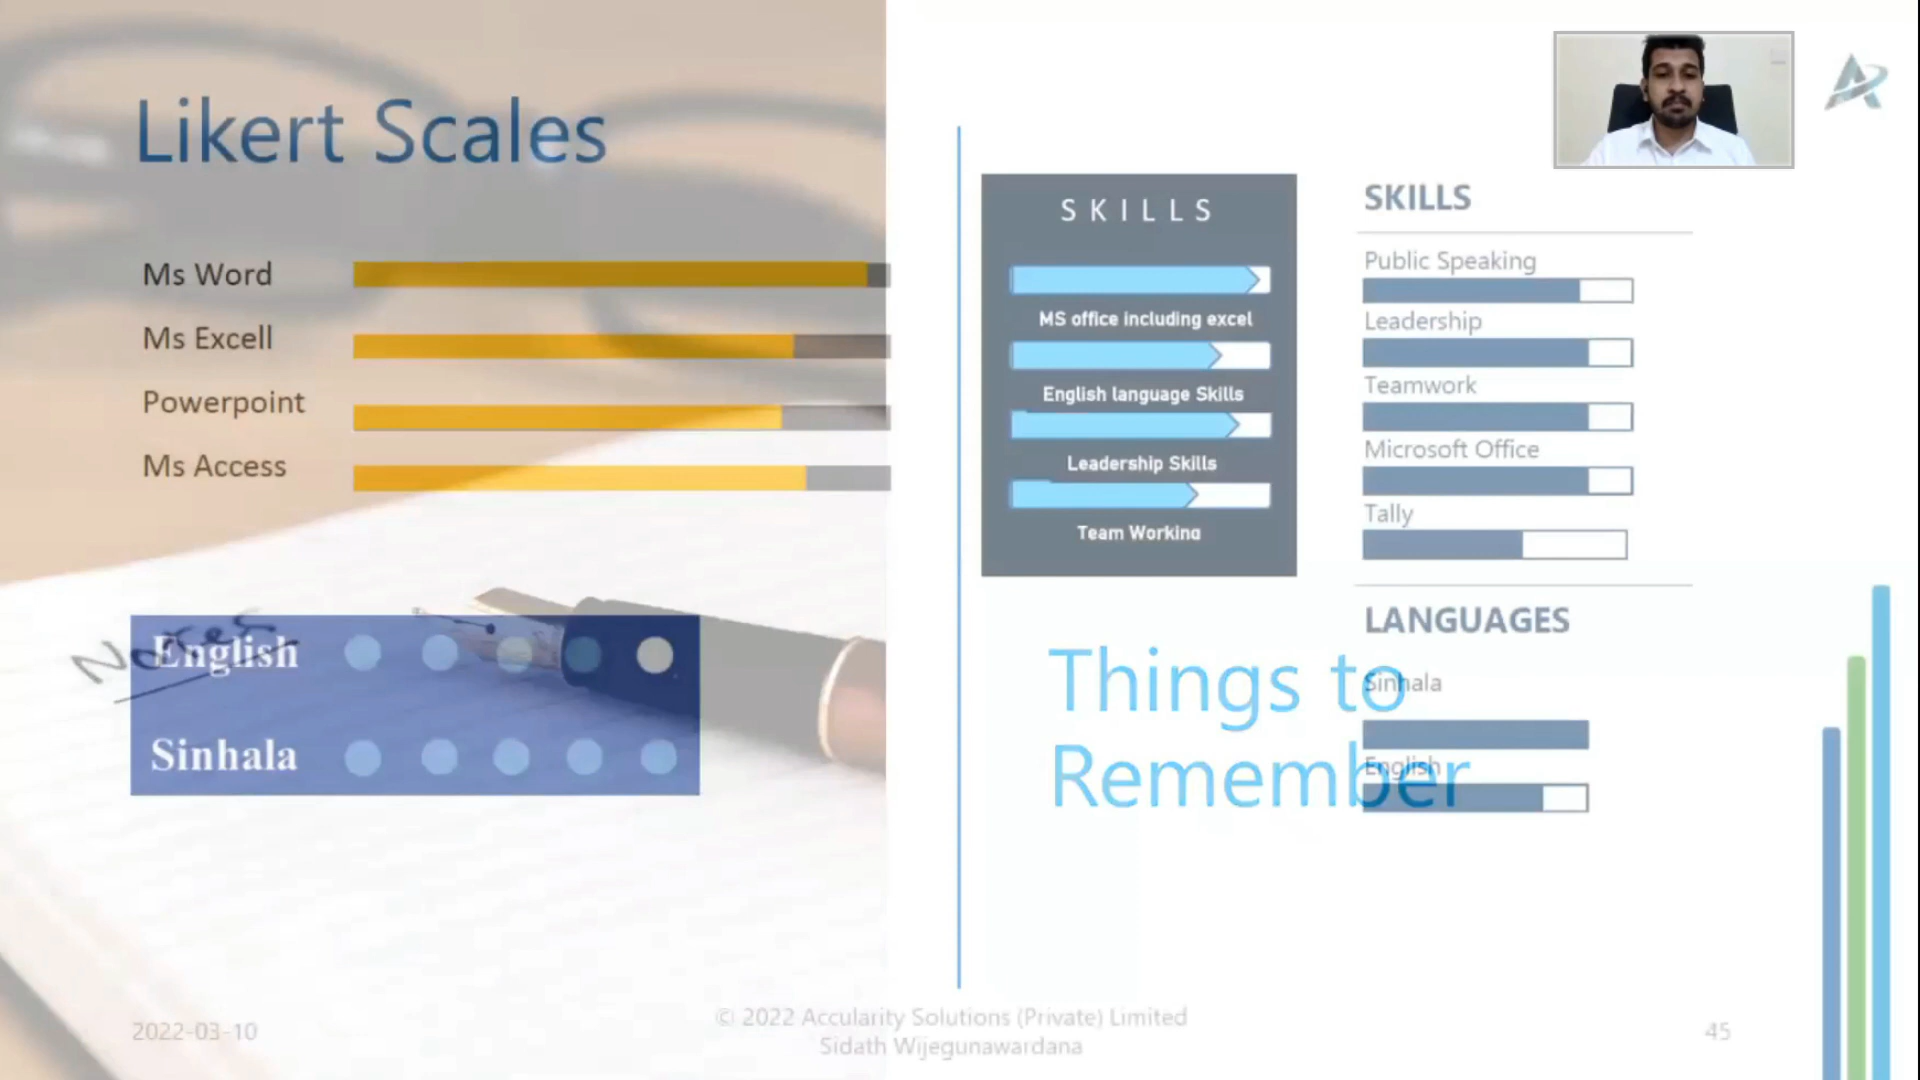 Likert Scales
Ms Word
Ms Excell
Powerpoint
Ms Access
Notes
English
Sinhala
SKILLS
MS office including excel
English language Skills
Leadership Skills
Team Working
SKILLS
Public Speaking
Leadership
Teamwork
Microsoft Office
Tally
LANGUAGES
Sinhala
English
Things to
Remember
2022-03-10
© 2022 Accularity Solutions (Private) Limited
Sidath Wijegunawardana
45